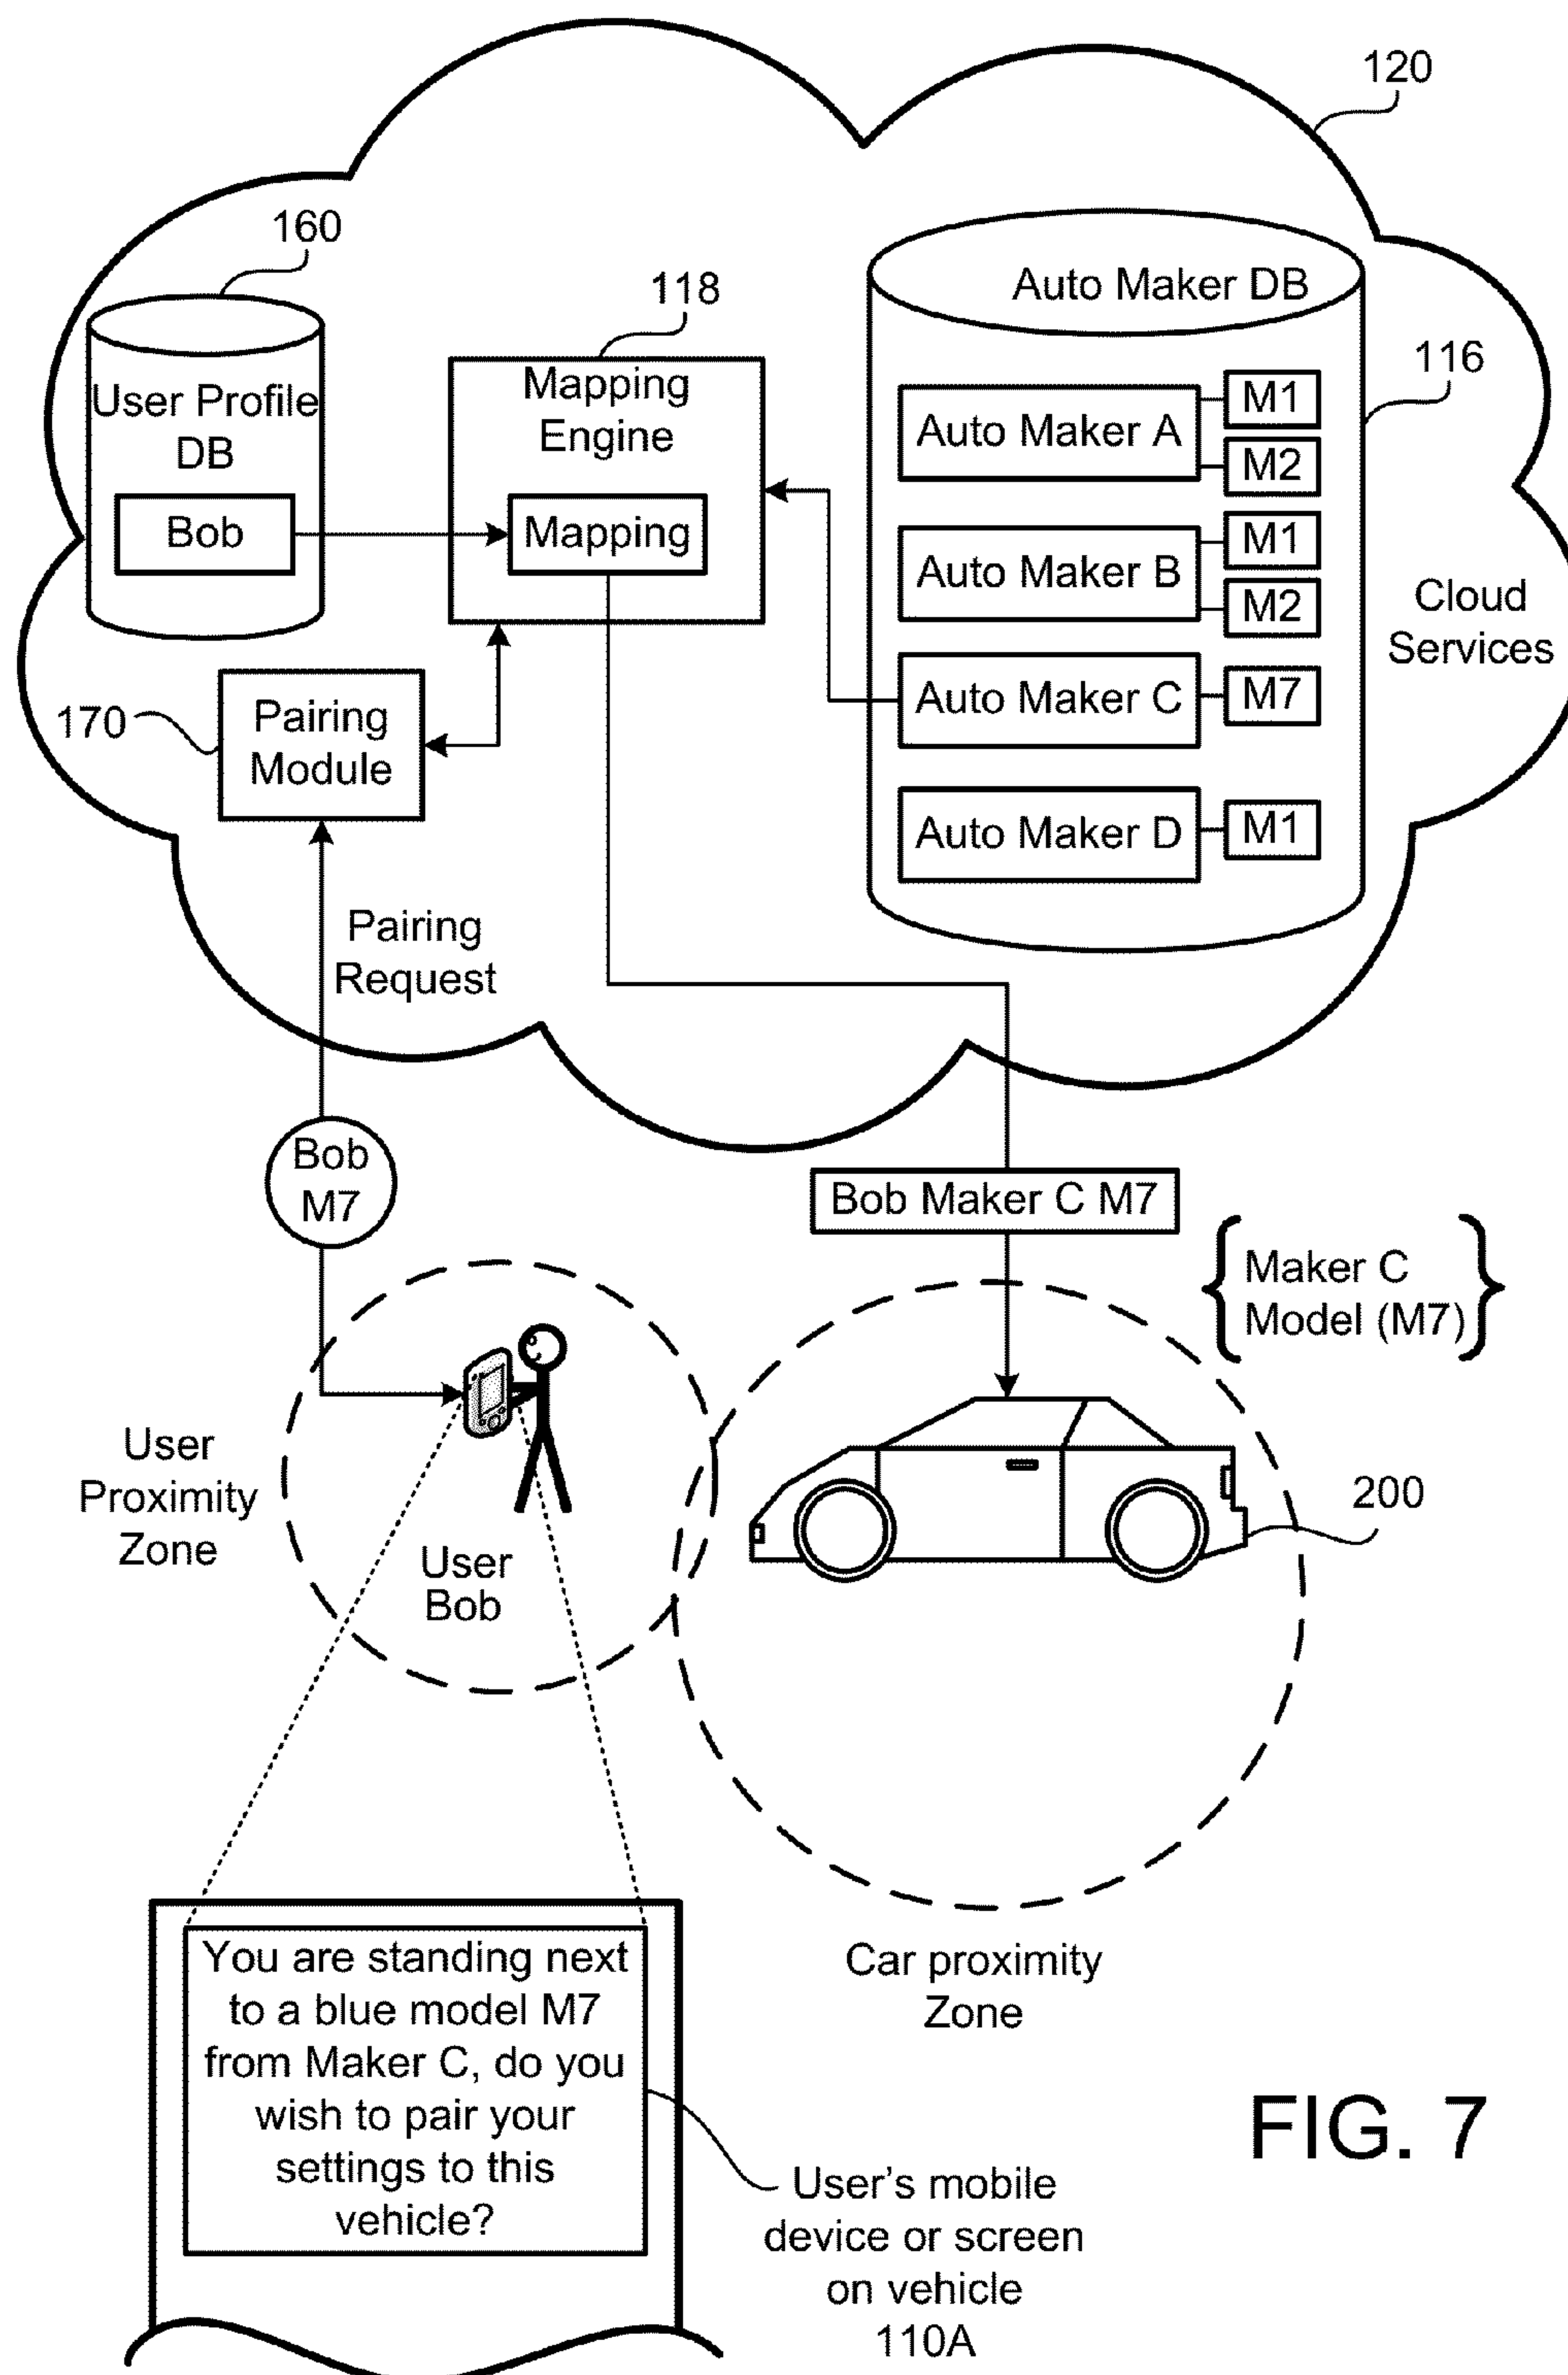 120
160
118
Auto Maker DB
116
User Profile
DB
Bob
Mapping
Engine
Mapping
Auto Maker A
M1
M2
Auto Maker B
M1
M2
Auto Maker C
M7
Auto Maker D
M1
Cloud
Services
170
Pairing
Module
Pairing
Request
Bob
M7
Bob Maker C M7
Maker C
Model (M7)
User
Proximity
Zone
User
Bob
200
Car proximity
Zone
You are standing next
to a blue model M7
from Maker C, do you
wish to pair your
settings to this
vehicle?
User's mobile
device or screen
on vehicle
110A
FIG. 7